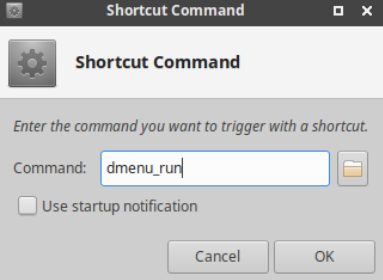 Shortcut Command
Shortcut Command
Enter the command you want to trigger with a shortcut.
Command: dmenu_run
Use startup notification
Cancel OK